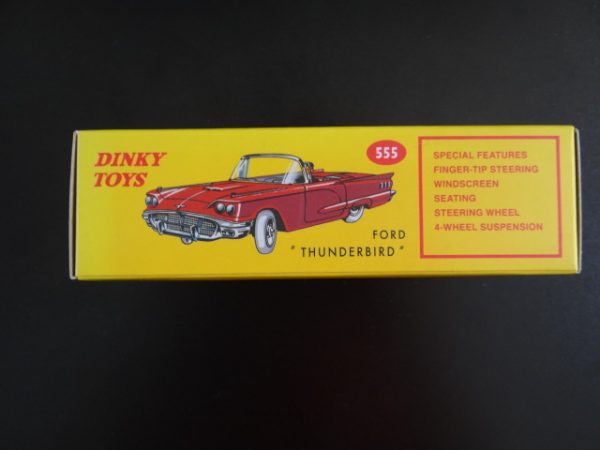 DINKY
TOYS
555
FORD
"THUNDERBIRD"
SPECIAL FEATURES
FINGER-TIP STEERING
WINDSCREEN
SEATING
STEERING WHEEL
4-WHEEL SUSPENSION